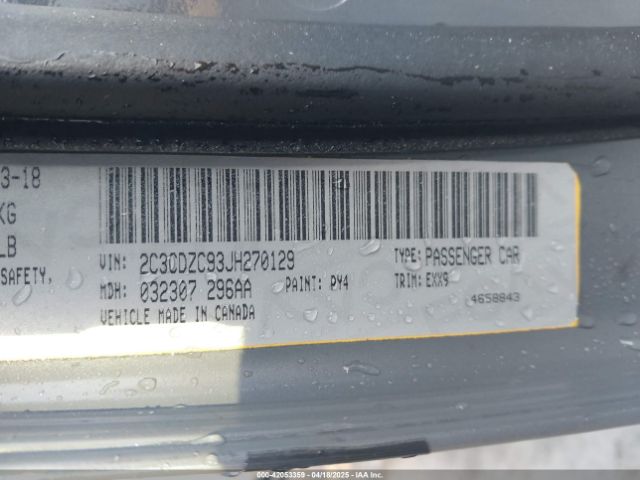 3-18
KG
LB
SAFETY,
VIN: 2C3CDZC93JH270129 TYPE: PASSENGER CAR
MDH: 032307 296AA PAINT: PY4 TRIM: EXX9
4658843
VEHICLE MADE IN CANADA
000-42053359 - 04/18/2025 - IAA Inc.